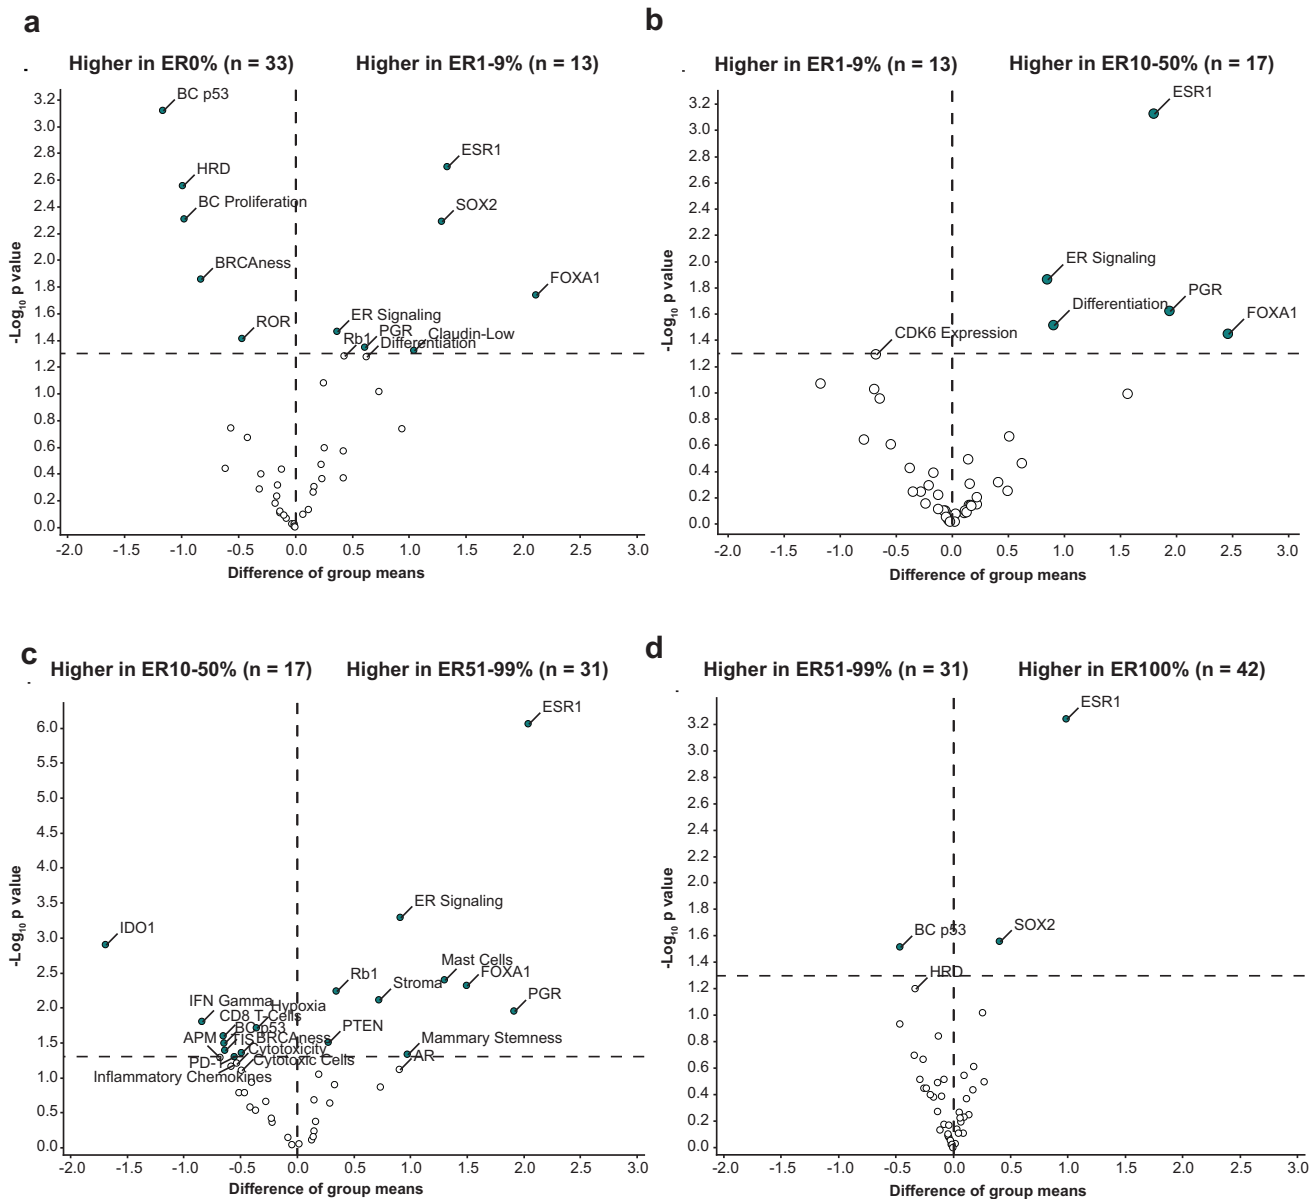 a
Higher in ER0% (n = 33)
Higher in ER1-9% (n = 13)
BC p53
HRD
BC Proliferation
BRCAness
ROR
ESR1
SOX2
FOXA1
ER Signaling
PGR
Claudin-Low
Rb1
Differentiation
3.2
3.0
2.8
2.6
2.4
2.2
2.0
1.8
1.6
1.4
1.2
1.0
0.8
0.6
0.4
0.2
0.0
-Log10 p value
-2.0 -1.5 -1.0 -0.5 0.0 0.5 1.0 1.5 2.0 2.5 3.0
Difference of group means
b
Higher in ER1-9% (n = 13)
Higher in ER10-50% (n = 17)
ESR1
ER Signaling
PGR
Differentiation
FOXA1
CDK6 Expression
3.2
3.0
2.8
2.6
2.4
2.2
2.0
1.8
1.6
1.4
1.2
1.0
0.8
0.6
0.4
0.2
0.0
-Log10 p value
-2.0 -1.5 -1.0 -0.5 0.0 0.5 1.0 1.5 2.0 2.5 3.0
Difference of group means
c
Higher in ER10-50% (n = 17)
Higher in ER51-99% (n = 31)
ESR1
ER Signaling
IDO1
Mast Cells
FOXA1
Rb1
Stroma
PGR
IFN Gamma
Hypoxia
CD8 T-Cells
BC p53
PTEN
APM
TIS
BRCAness
Mammary Stemness
Cytotoxicity
AR
PD-1
Cytotoxic Cells
Inflammatory Chemokines
6.0
5.5
5.0
4.5
4.0
3.5
3.0
2.5
2.0
1.5
1.0
0.5
0.0
-Log10 p value
-2.0 -1.5 -1.0 -0.5 0.0 0.5 1.0 1.5 2.0 2.5 3.0
Difference of group means
d
Higher in ER51-99% (n = 31)
Higher in ER100% (n = 42)
ESR1
BC p53
SOX2
HRD
3.2
3.0
2.8
2.6
2.4
2.2
2.0
1.8
1.6
1.4
1.2
1.0
0.8
0.6
0.4
0.2
0.0
-Log10 p value
-2.0 -1.5 -1.0 -0.5 0.0 0.5 1.0 1.5 2.0 2.5 3.0
Difference of group means